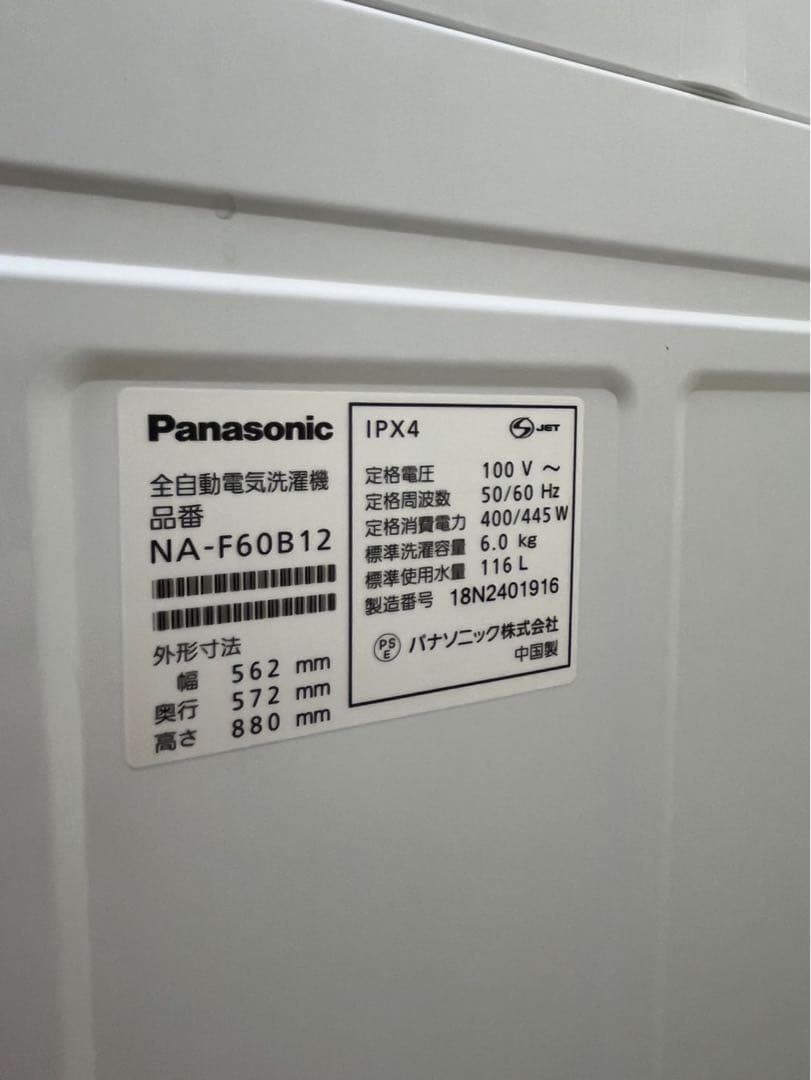 Panasonic
全自動電気洗濯機
品番
NA-F60B12
外形寸法
幅 562 mm
奥行 572 mm
高さ 880 mm
IPX4
S JET
定格電圧 100 V ～
定格周波数 50/60 Hz
定格消費電力 400/445 W
標準洗濯容量 6.0 kg
標準使用水量 116 L
製造番号 18N2401916
PS E パナソニック株式会社
中国製